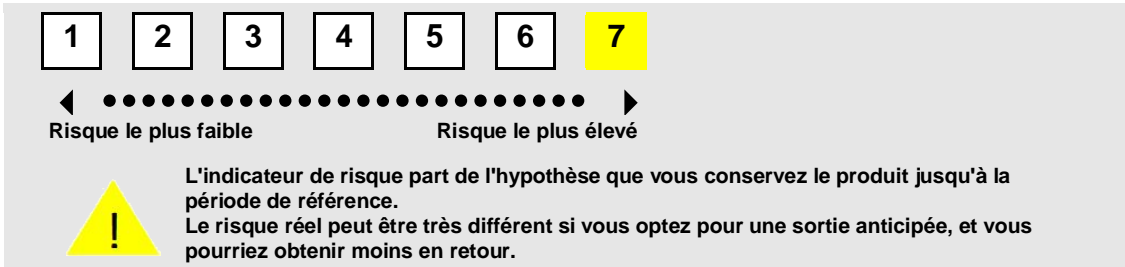 1 2 3 4 5 6 7
Risque le plus faible Risque le plus élevé
L'indicateur de risque part de l'hypothèse que vous conservez le produit jusqu'à la
période de référence.
Le risque réel peut être très différent si vous optez pour une sortie anticipée, et vous
pourriez obtenir moins en retour.
!